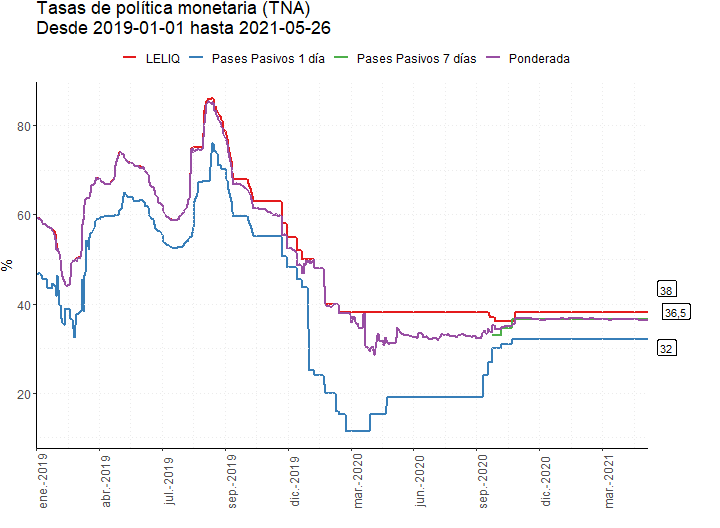 Tasas de política monetaria (TNA)
Desde 2019-01-01 hasta 2021-05-26
LELIQ Pases Pasivos 1 día Pases Pasivos 7 días Ponderada
%
80
60
40
20
38
36,5
32
ene.-2019
abr.-2019
jul.-2019
sep.-2019
dic.-2019
mar.-2020
jun.-2020
sep.-2020
dic.-2020
mar.-2021